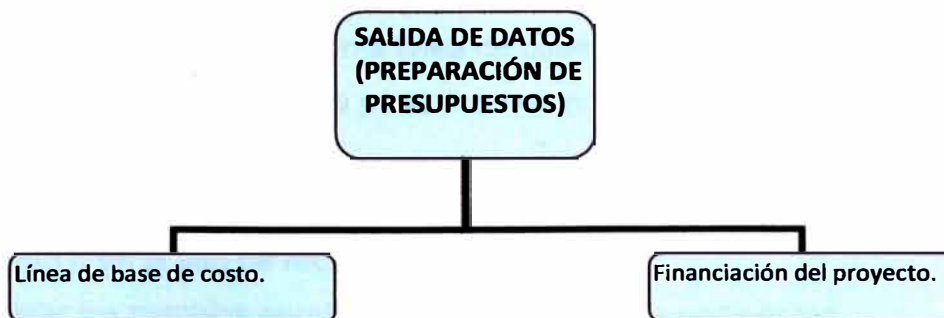 SALIDA DE DATOS
(PREPARACIÓN DE
PRESUPUESTOS)
Línea de base de costo.
Financiación del proyecto.